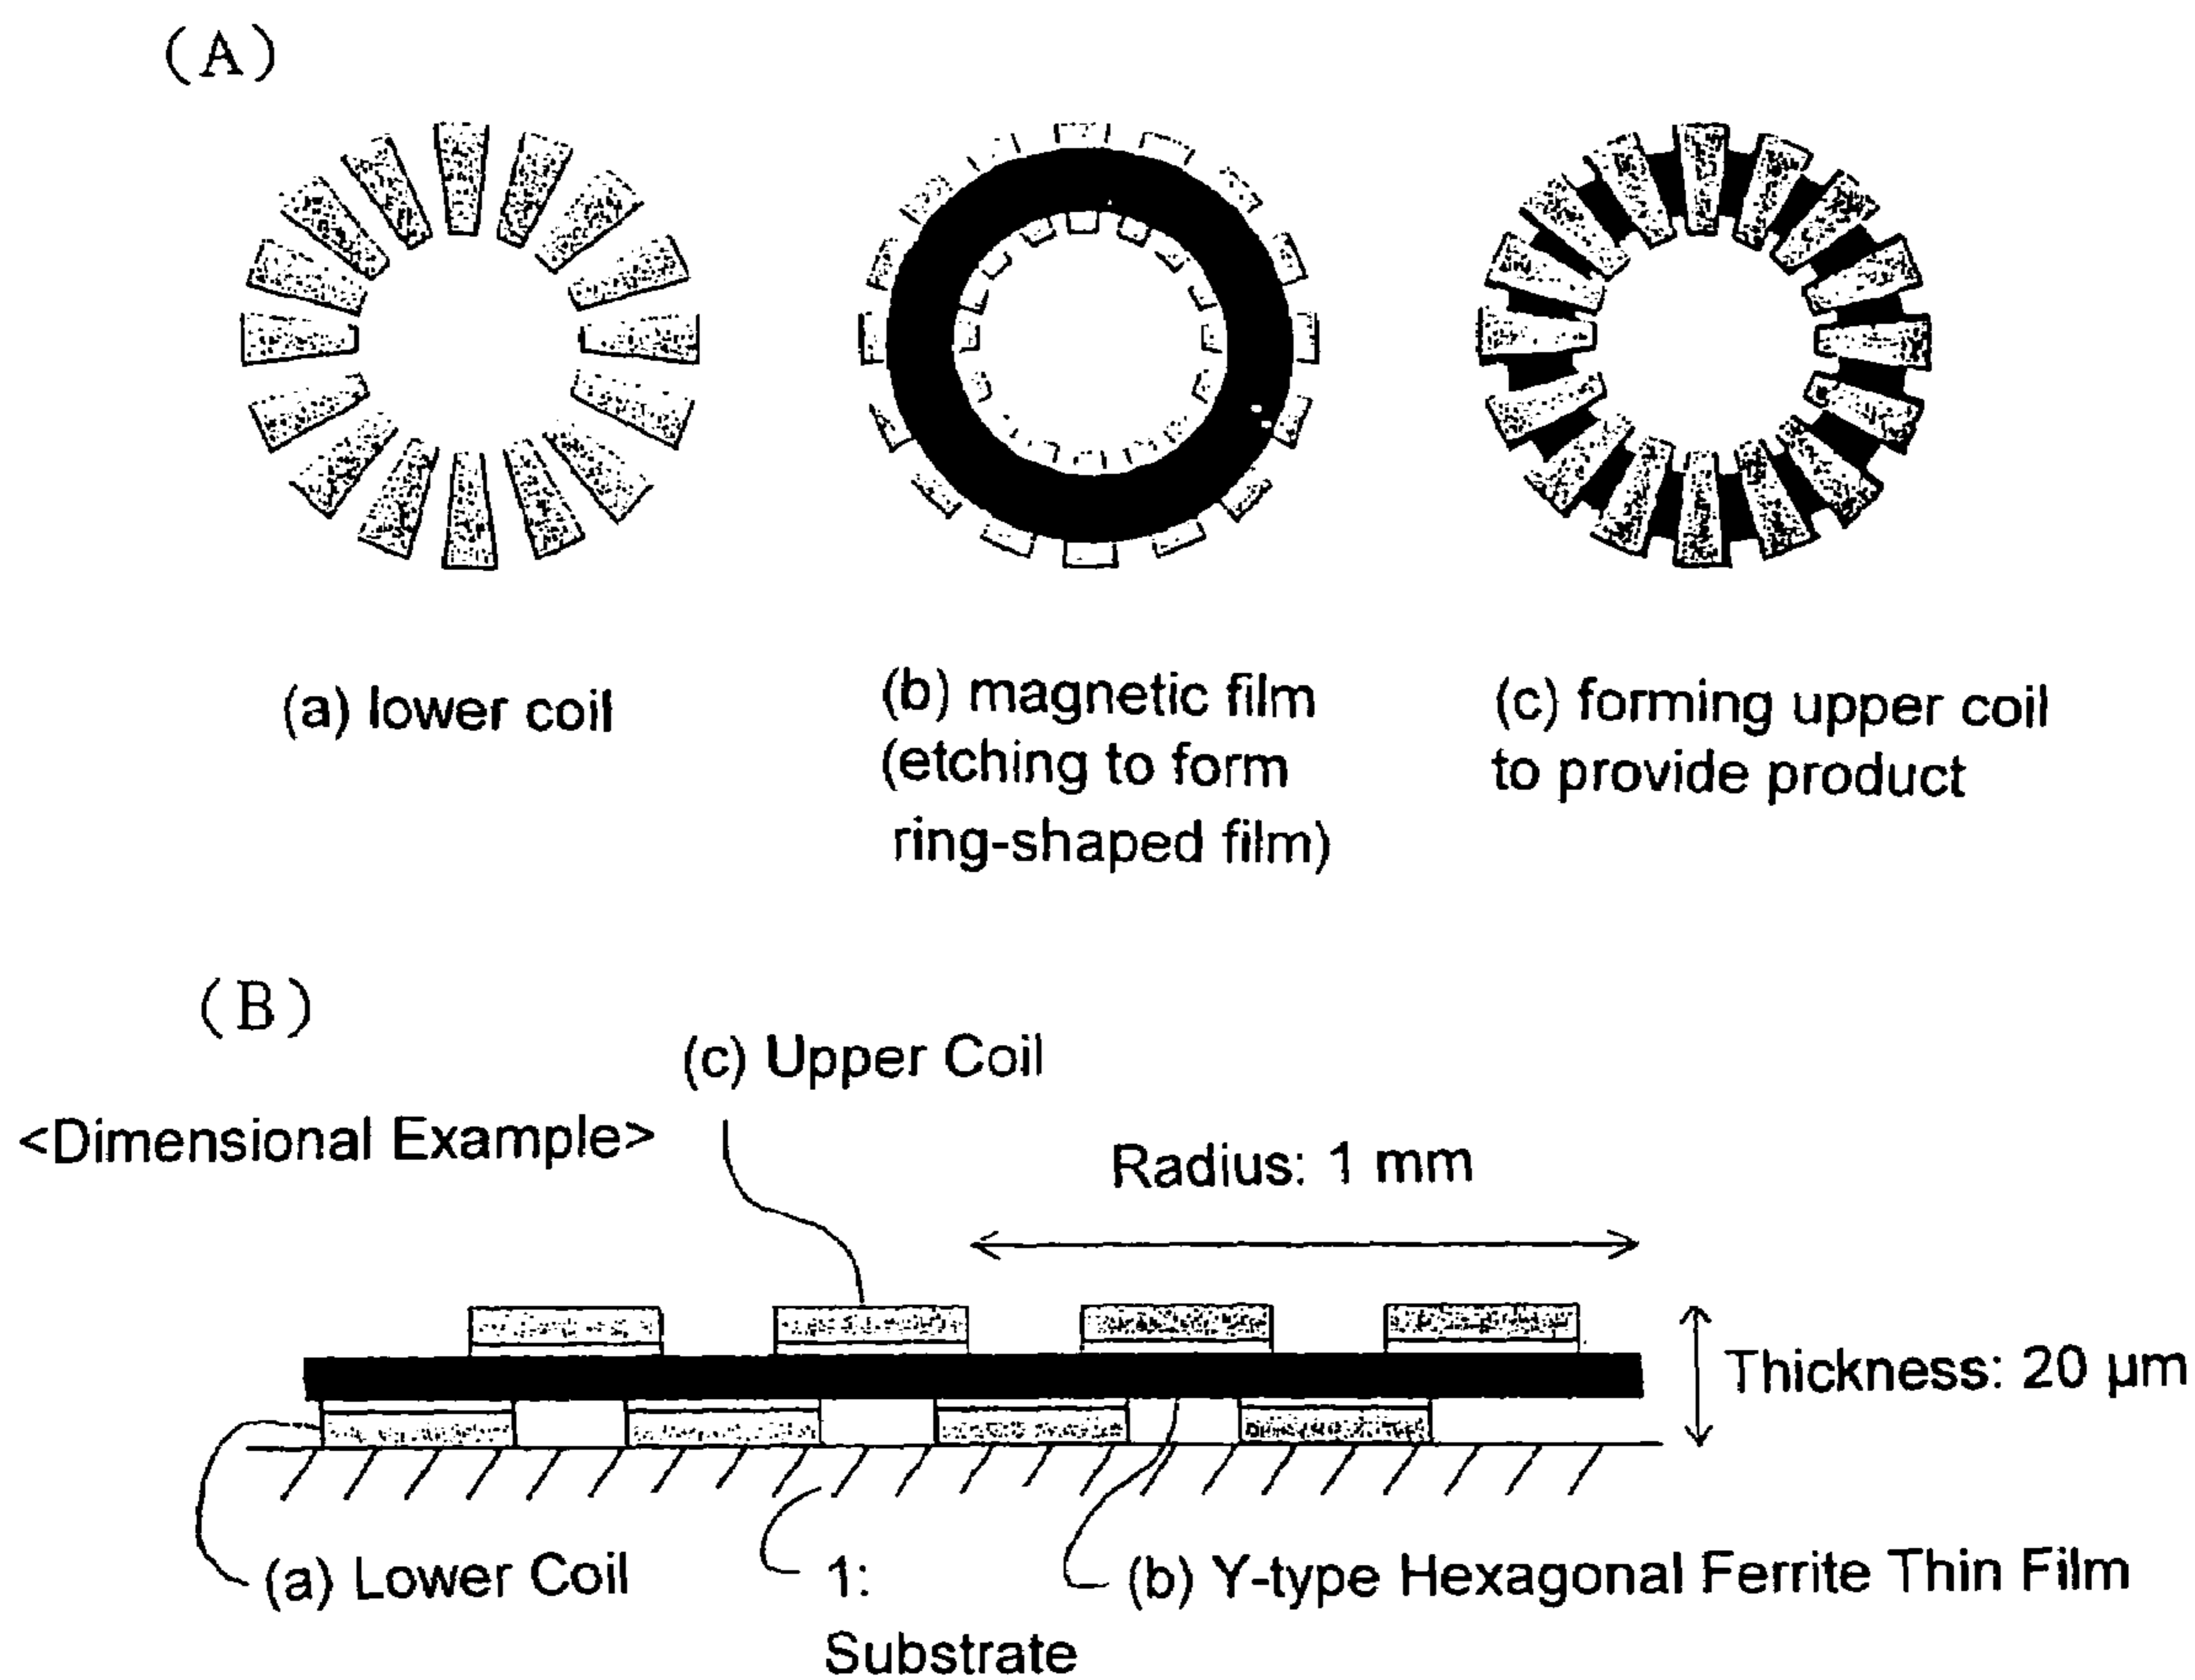 (A)
(a) lower coil
(b) magnetic film
(etching to form
ring-shaped film)
(c) forming upper coil
to provide product
(B)
(c) Upper Coil
<Dimensional Example>
Radius: 1 mm
Thickness: 20 μm
(a) Lower Coil
1:
Substrate
(b) Y-type Hexagonal Ferrite Thin Film